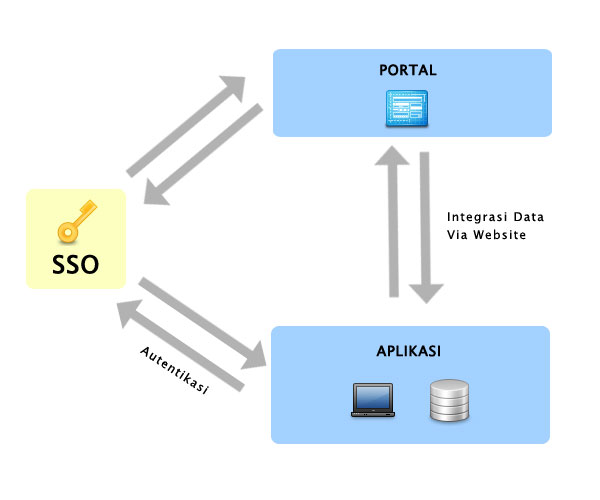 PORTAL
Integrasi Data
Via Website
SSO
Autentikasi
APLIKASI